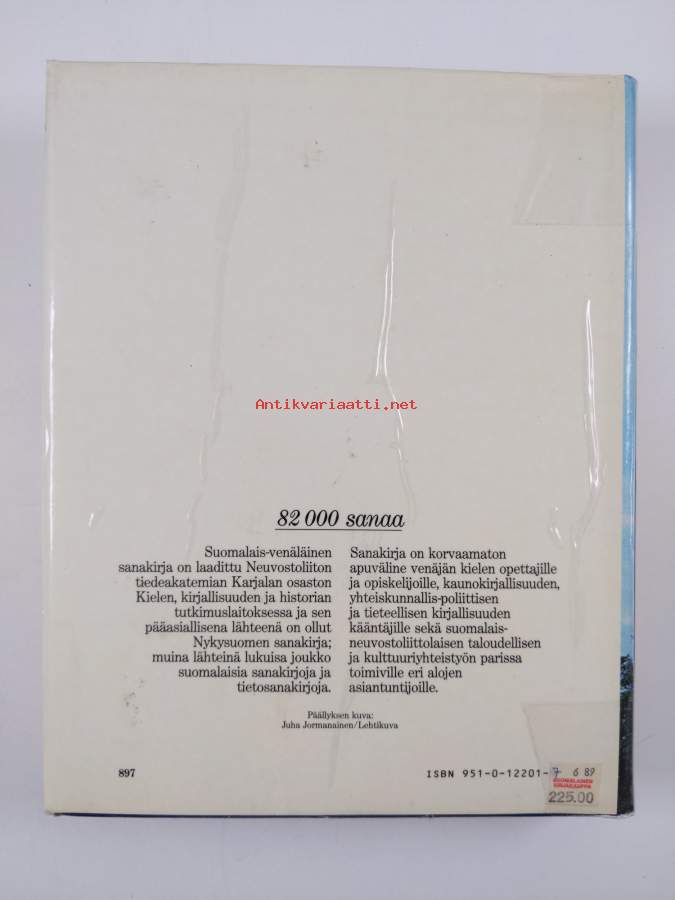 Antikvariaatti.net
82 000 sanaa
Suomalais-venäläinen
sanakirja on laadittu Neuvostoliiton
tiedeakatemian Karjalan osaston
Kielen, kirjallisuuden ja historian
tutkimuslaitoksessa ja sen
pääasiallisena lähteenä on ollut
Nykysuomen sanakirja;
muina lähteinä lukuisa joukko
suomalaisia sanakirjoja ja
tietosanakirjoja.
Sanakirja on korvaamaton
apuväline venäjän kielen opettajille
ja opiskelijoille, kaunokirjallisuuden,
yhteiskunnallis-poliittisen
ja tieteellisen kirjallisuuden
kääntäjille sekä suomalais-
neuvostoliittolaisen taloudellisen
ja kulttuuriyhteistyön parissa
toimiville eri alojen
asiantuntijoille.
Päällyksen kuva:
Juha Jormanainen/Lehtikuva
897
ISBN 951-0-12201-7
6 89
SUOMALAINEN
KIRJAKAUPPA
225.00